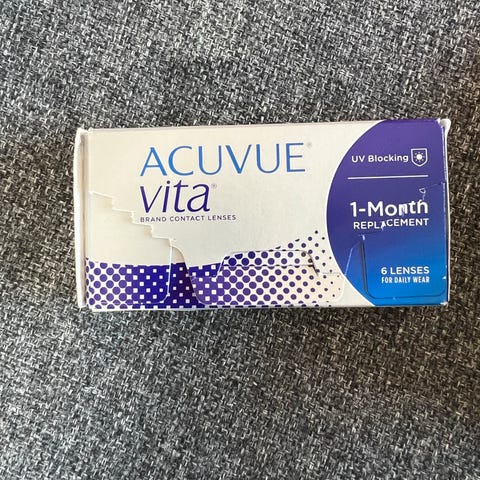 ACUVUE®
vita®
BRAND CONTACT LENSES
UV Blocking
1-Month
REPLACEMENT
6 LENSES
FOR DAILY WEAR